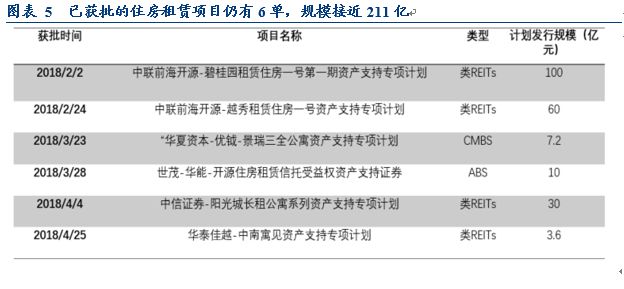 图表 5 已获批的住房租赁项目仍有 6 单，规模接近 211 亿
获批时间 项目名称 类型 计划发行规模（亿
元）
2018/2/2 中联前海开源-碧桂园租赁住房一号第一期资产支持专项计划 类REITs 100
2018/2/24 中联前海开源-越秀租赁住房一号资产支持专项计划 类REITs 60
2018/3/23 “华夏资本-优钺-景瑞三全公寓资产支持专项计划 CMBS 7.2
2018/3/28 世茂-华能-开源住房租赁信托受益权资产支持证券 ABS 10
2018/4/4 中信证券-阳光城长租公寓系列资产支持专项计划 类REITs 30
2018/4/25 华泰佳越-中南寓见资产支持专项计划 类REITs 3.6